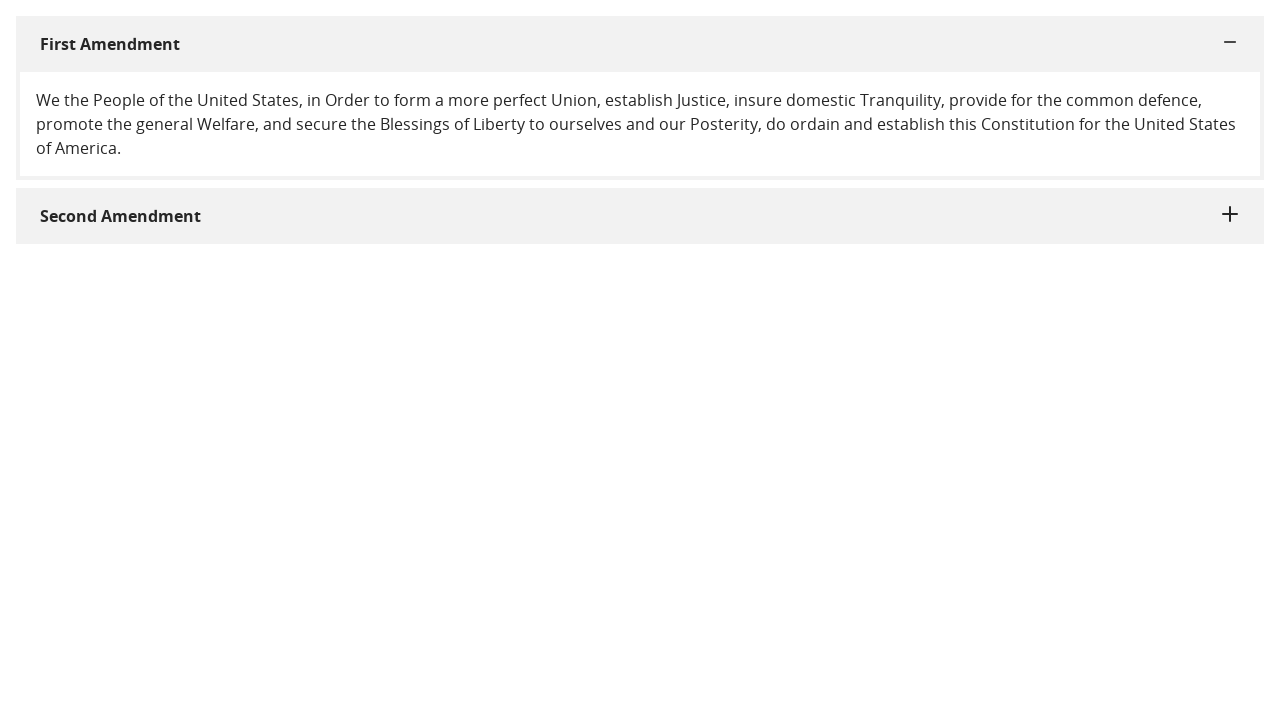 First Amendment
We the People of the United States, in Order to form a more perfect Union, establish Justice, insure domestic Tranquility, provide for the common defence,
promote the general Welfare, and secure the Blessings of Liberty to ourselves and our Posterity, do ordain and establish this Constitution for the United States
of America.
Second Amendment